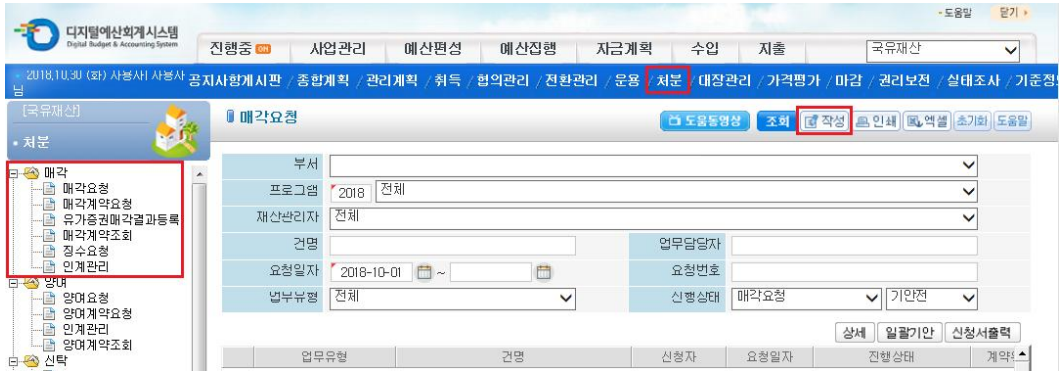 도움말 닫기
디지털예산회계시스템
Digital Budget & Accounting System
진행중 ON 사업관리 예산편성 예산집행 자금계획 수입 지출 국유재산
2018.10.30 (화)
님
공지사항게시판 / 종합계획 / 관리계획 / 취득 / 협의관리 / 전환관리 / 운용 / 처분 / 대장관리 / 가격평가 / 마감 / 권리보전 / 실태조사 / 기준정보
[국유재산]
처분
매각요청 도움동영상 조회 작성 인쇄 엑셀 초기화 도움말
매각
매각요청
매각계약요청
유가증권매각결과등록
매각계약조회
징수요청
인계관리
양여
양여요청
양여계약요청
인계관리
양여계약조회
신탁
부서
프로그램 2018 전체
재산관리자 전체
건명 업무담당자
요청일자 2018-10-01 ~ 요청번호
업무유형 전체 진행상태 매각요청 기안전
상세 일괄기안 신청서출력
업무유형 건명 신청자 요청일자 진행상태